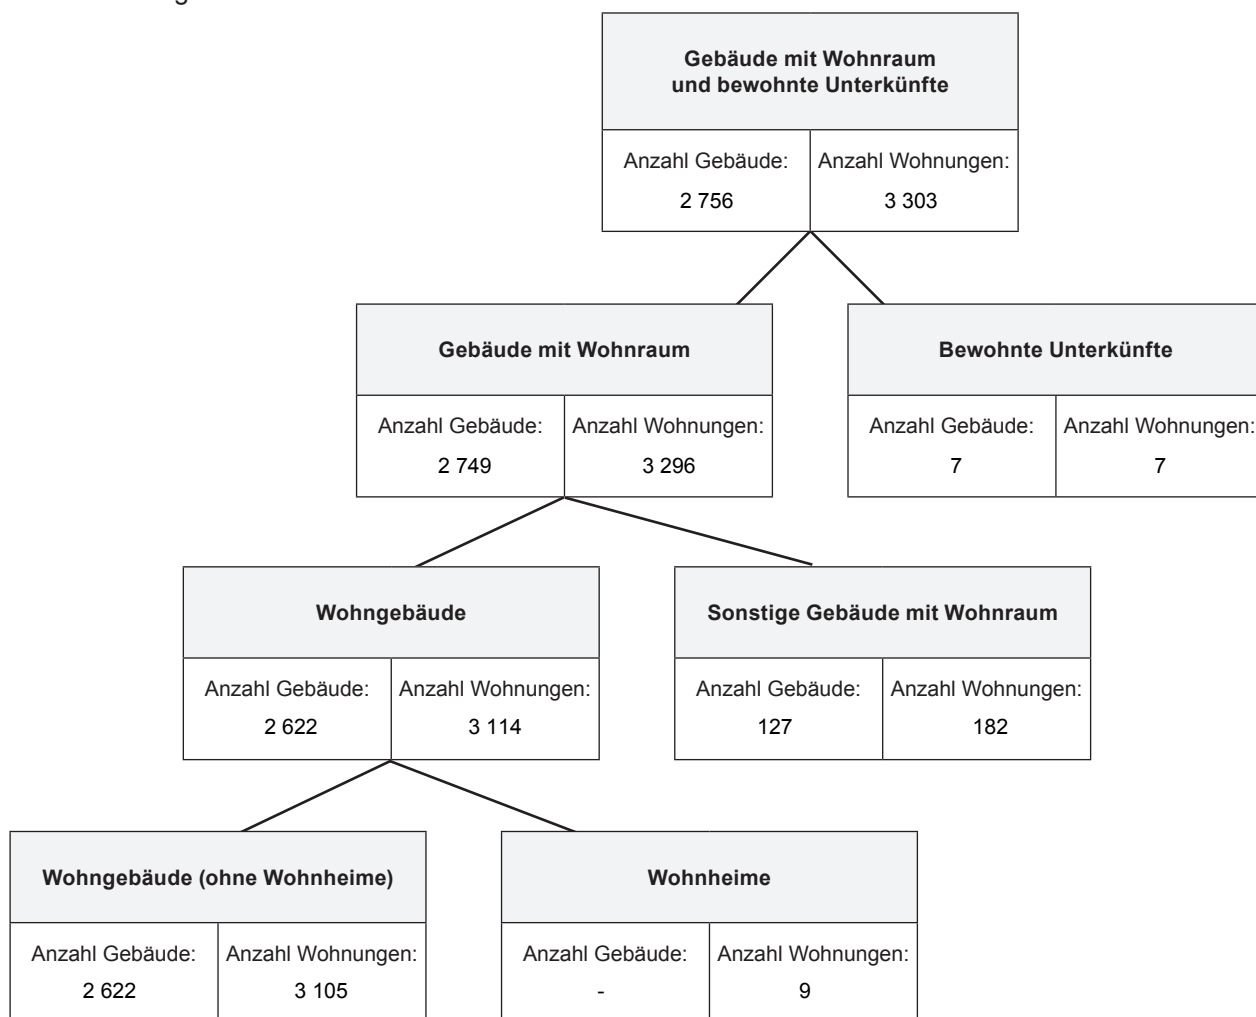 Gebäude mit Wohnraum
und bewohnte Unterkünfte
Anzahl Gebäude: Anzahl Wohnungen:
2 756 3 303
Gebäude mit Wohnraum Bewohnte Unterkünfte
Anzahl Gebäude: Anzahl Wohnungen: Anzahl Gebäude: Anzahl Wohnungen:
2 749 3 296 7 7
Wohngebäude Sonstige Gebäude mit Wohnraum
Anzahl Gebäude: Anzahl Wohnungen: Anzahl Gebäude: Anzahl Wohnungen:
2 622 3 114 127 182
Wohngebäude (ohne Wohnheime) Wohnheime
Anzahl Gebäude: Anzahl Wohnungen: Anzahl Gebäude: Anzahl Wohnungen:
2 622 3 105 - 9